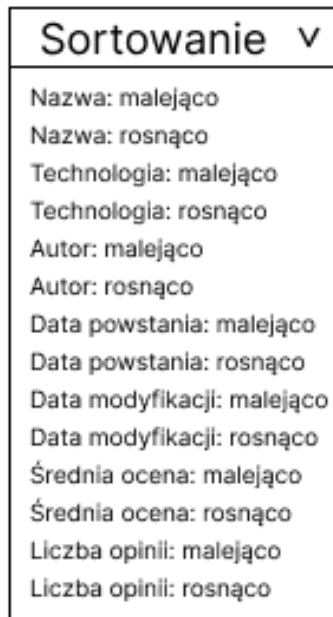 Sortowanie v
Nazwa: malejąco
Nazwa: rosnąco
Technologia: malejąco
Technologia: rosnąco
Autor: malejąco
Autor: rosnąco
Data powstania: malejąco
Data powstania: rosnąco
Data modyfikacji: malejąco
Data modyfikacji: rosnąco
Średnia ocena: malejąco
Średnia ocena: rosnąco
Liczba opinii: malejąco
Liczba opinii: rosnąco